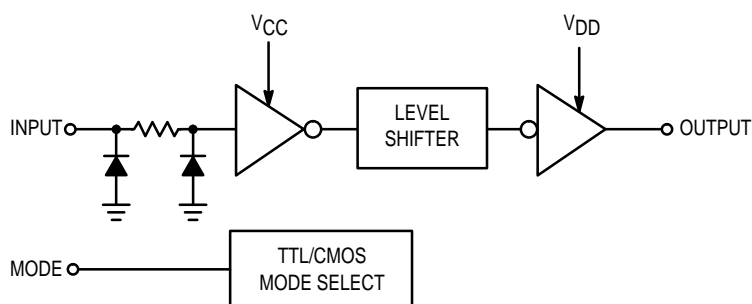 VCC
VDD
INPUT
LEVEL
SHIFTER
OUTPUT
MODE
TTL/CMOS
MODE SELECT